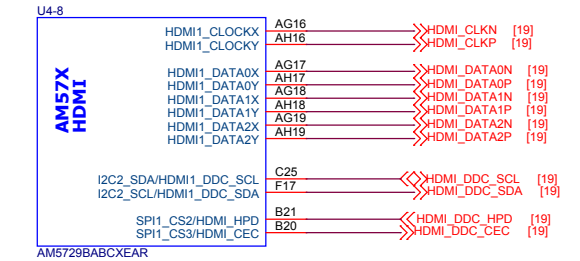 U4-8
AM57X
HDMI
HDMI1_CLOCKX AG16 HDMI_CLKN [19]
HDMI1_CLOCKY AH16 HDMI_CLKP [19]
HDMI1_DATA0X AG17 HDMI_DATA0N [19]
HDMI1_DATA0Y AH17 HDMI_DATA0P [19]
HDMI1_DATA1X AG18 HDMI_DATA1N [19]
HDMI1_DATA1Y AH18 HDMI_DATA1P [19]
HDMI1_DATA2X AG19 HDMI_DATA2N [19]
HDMI1_DATA2Y AH19 HDMI_DATA2P [19]
I2C2_SDA/HDMI1_DDC_SCL C25 HDMI_DDC_SCL [19]
I2C2_SCL/HDMI1_DDC_SDA F17 HDMI_DDC_SDA [19]
SPI1_CS2/HDMI_HPD B21 HDMI_DDC_HPD [19]
SPI1_CS3/HDMI_CEC B20 HDMI_DDC_CEC [19]
AM5729BABCXEAR